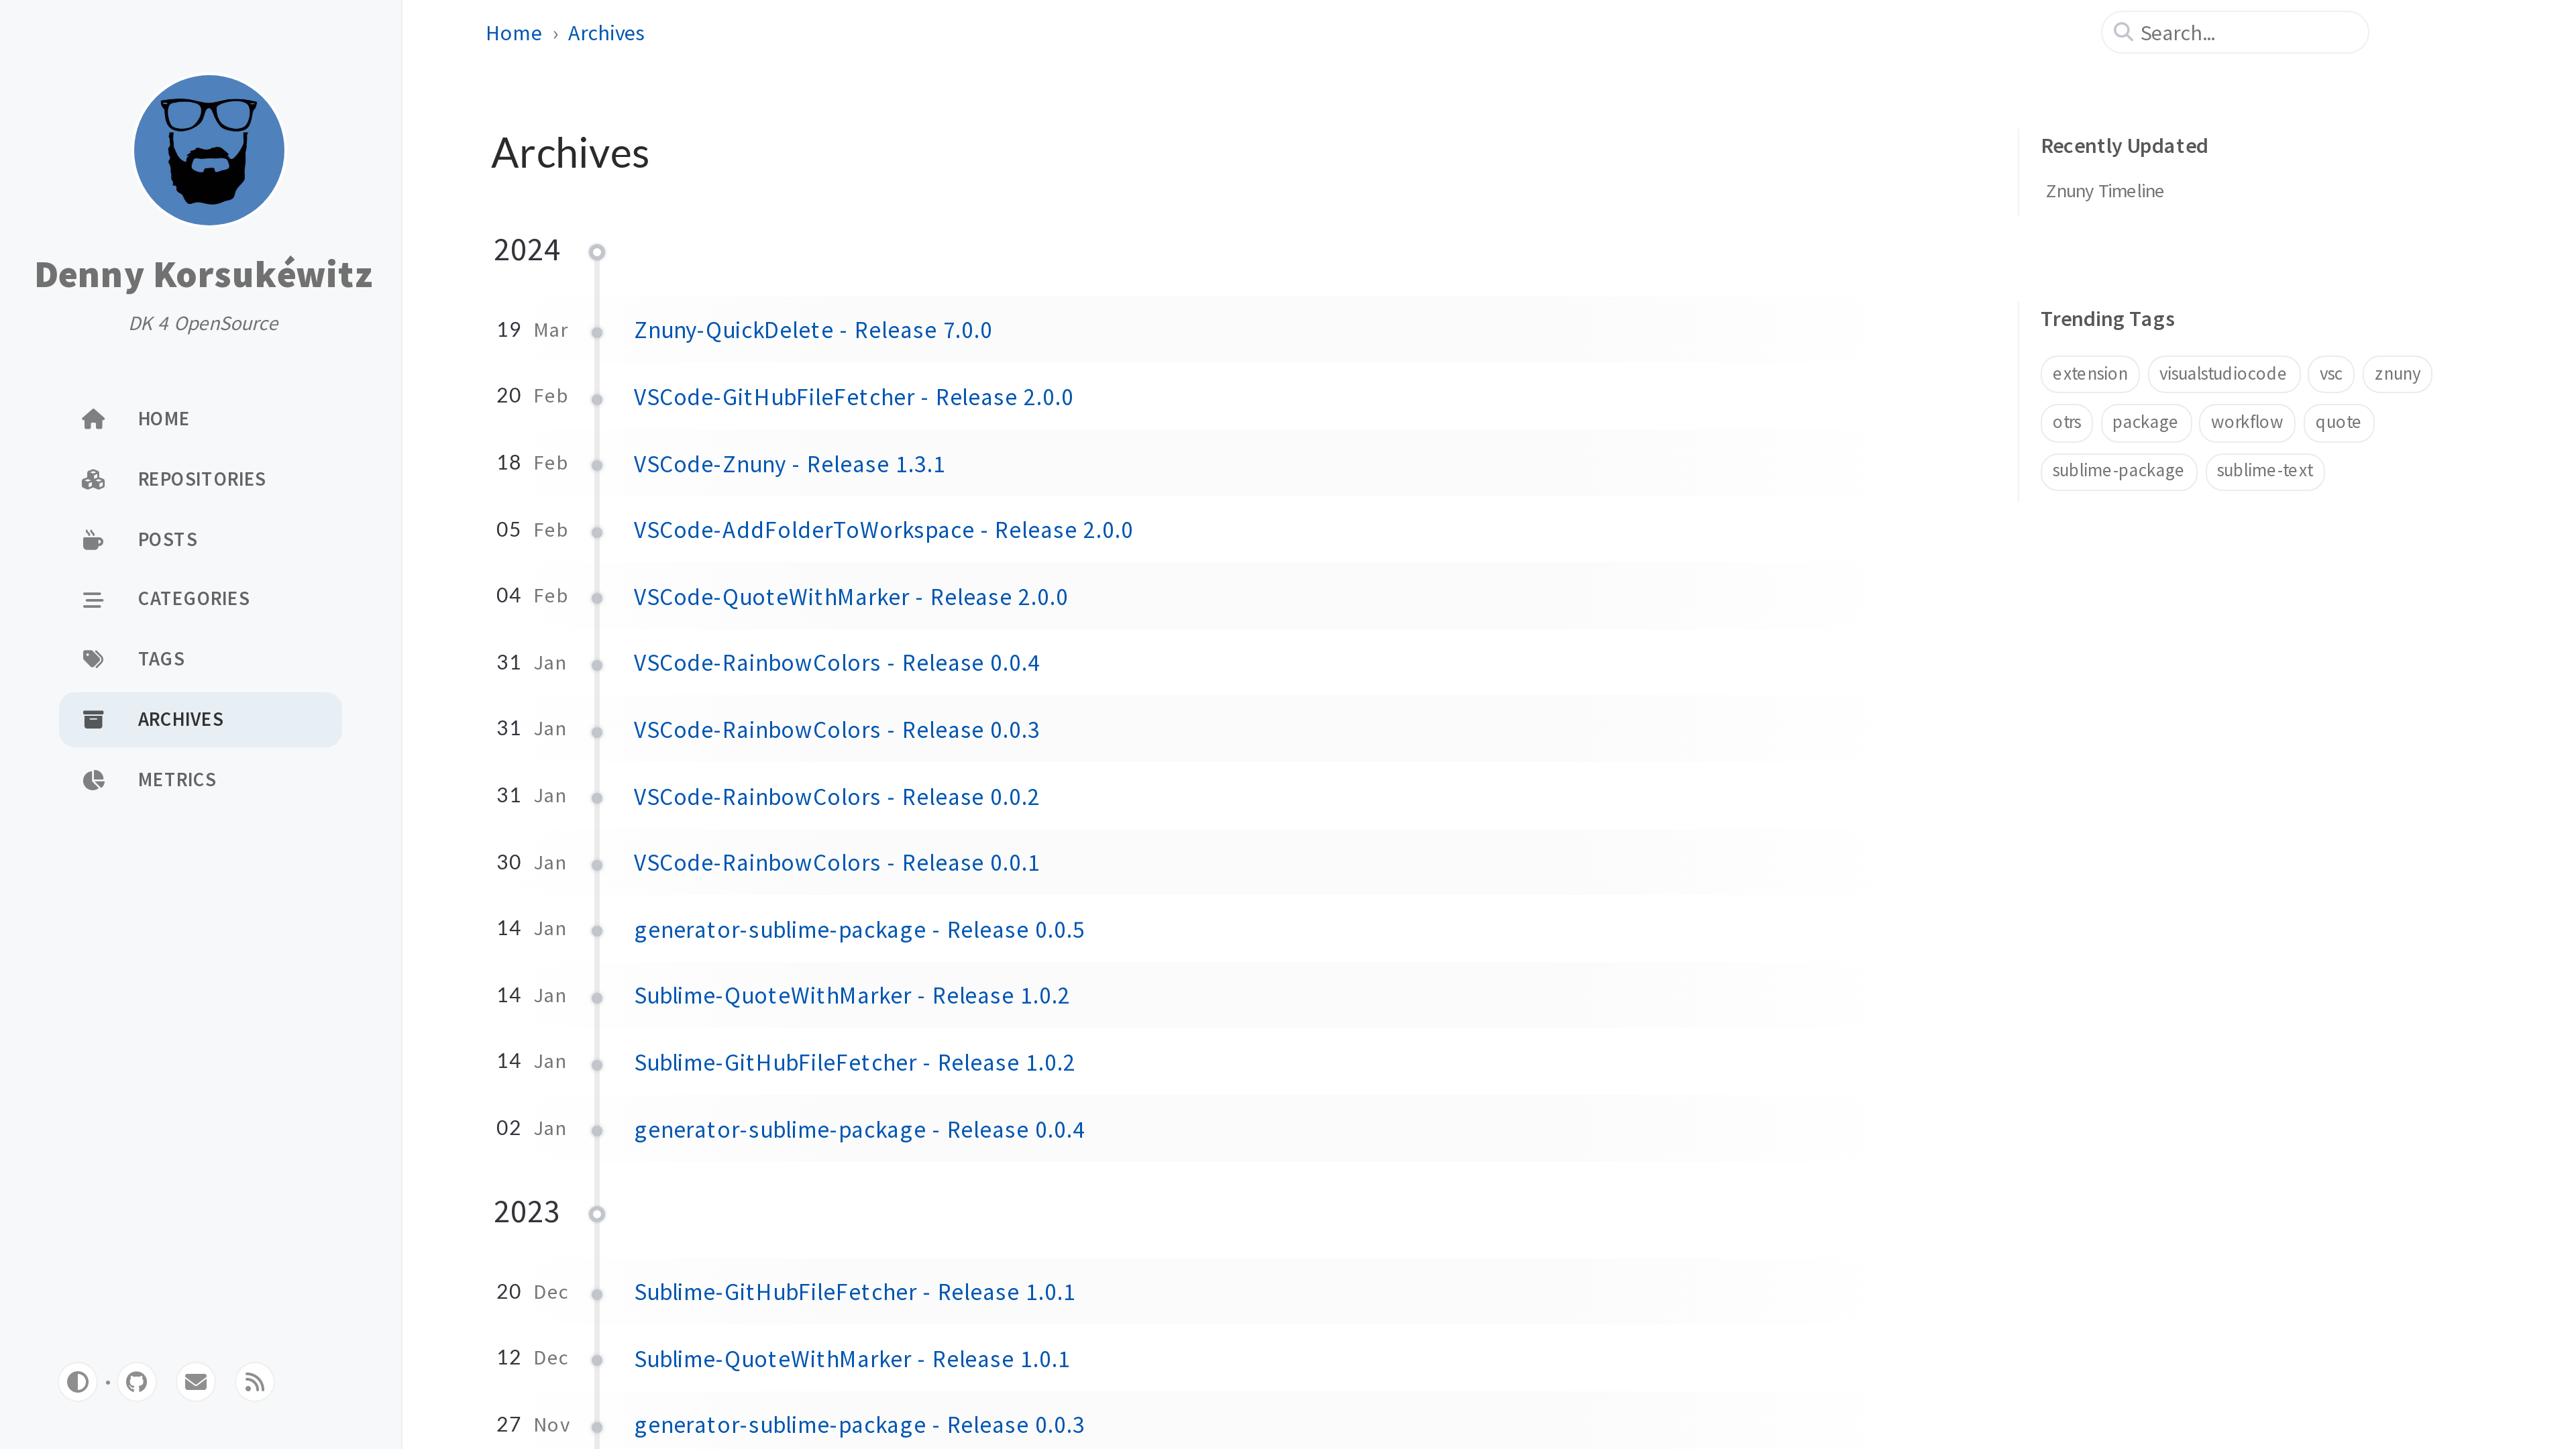 Denny Korsukéwitz
DK 4 OpenSource
HOME
REPOSITORIES
POSTS
CATEGORIES
TAGS
ARCHIVES
METRICS
Home › Archives
Search...
Archives
2024
19 Mar Znuny-QuickDelete - Release 7.0.0
20 Feb VSCode-GitHubFileFetcher - Release 2.0.0
18 Feb VSCode-Znuny - Release 1.3.1
05 Feb VSCode-AddFolderToWorkspace - Release 2.0.0
04 Feb VSCode-QuoteWithMarker - Release 2.0.0
31 Jan VSCode-RainbowColors - Release 0.0.4
31 Jan VSCode-RainbowColors - Release 0.0.3
31 Jan VSCode-RainbowColors - Release 0.0.2
30 Jan VSCode-RainbowColors - Release 0.0.1
14 Jan generator-sublime-package - Release 0.0.5
14 Jan Sublime-QuoteWithMarker - Release 1.0.2
14 Jan Sublime-GitHubFileFetcher - Release 1.0.2
02 Jan generator-sublime-package - Release 0.0.4
2023
20 Dec Sublime-GitHubFileFetcher - Release 1.0.1
12 Dec Sublime-QuoteWithMarker - Release 1.0.1
27 Nov generator-sublime-package - Release 0.0.3
Recently Updated
Znuny Timeline
Trending Tags
extension visualstudiocode vsc znuny
otrs package workflow quote
sublime-package sublime-text